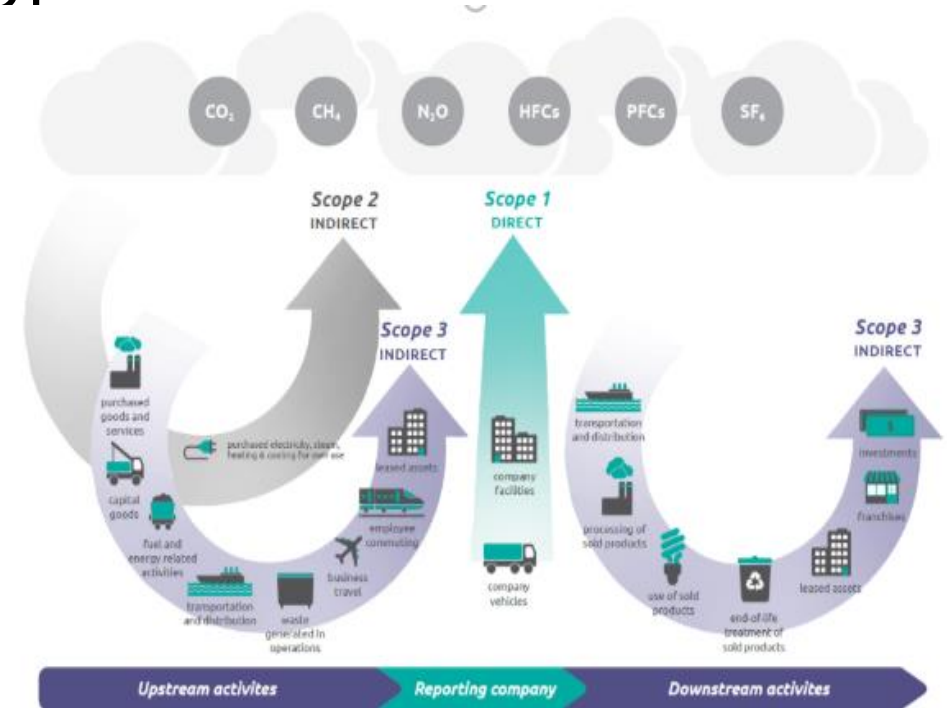 CO₂
CH₄
N₂O
HFCs
PFCs
SF₆
Scope 2
INDIRECT
Scope 1
DIRECT
Scope 3
INDIRECT
Scope 3
INDIRECT
purchased
goods and
services
capital
goods
fuel and
energy related
activities
transportation
and distribution
waste
generated in
operations
business
travel
employee
commuting
leased assets
purchased electricity, steam,
heating & cooling for own use
company
facilities
company
vehicles
transportation
and distribution
processing of
sold products
use of sold
products
end-of-life
treatment of
sold products
leased assets
franchises
investments
Upstream activites
Reporting company
Downstream activites